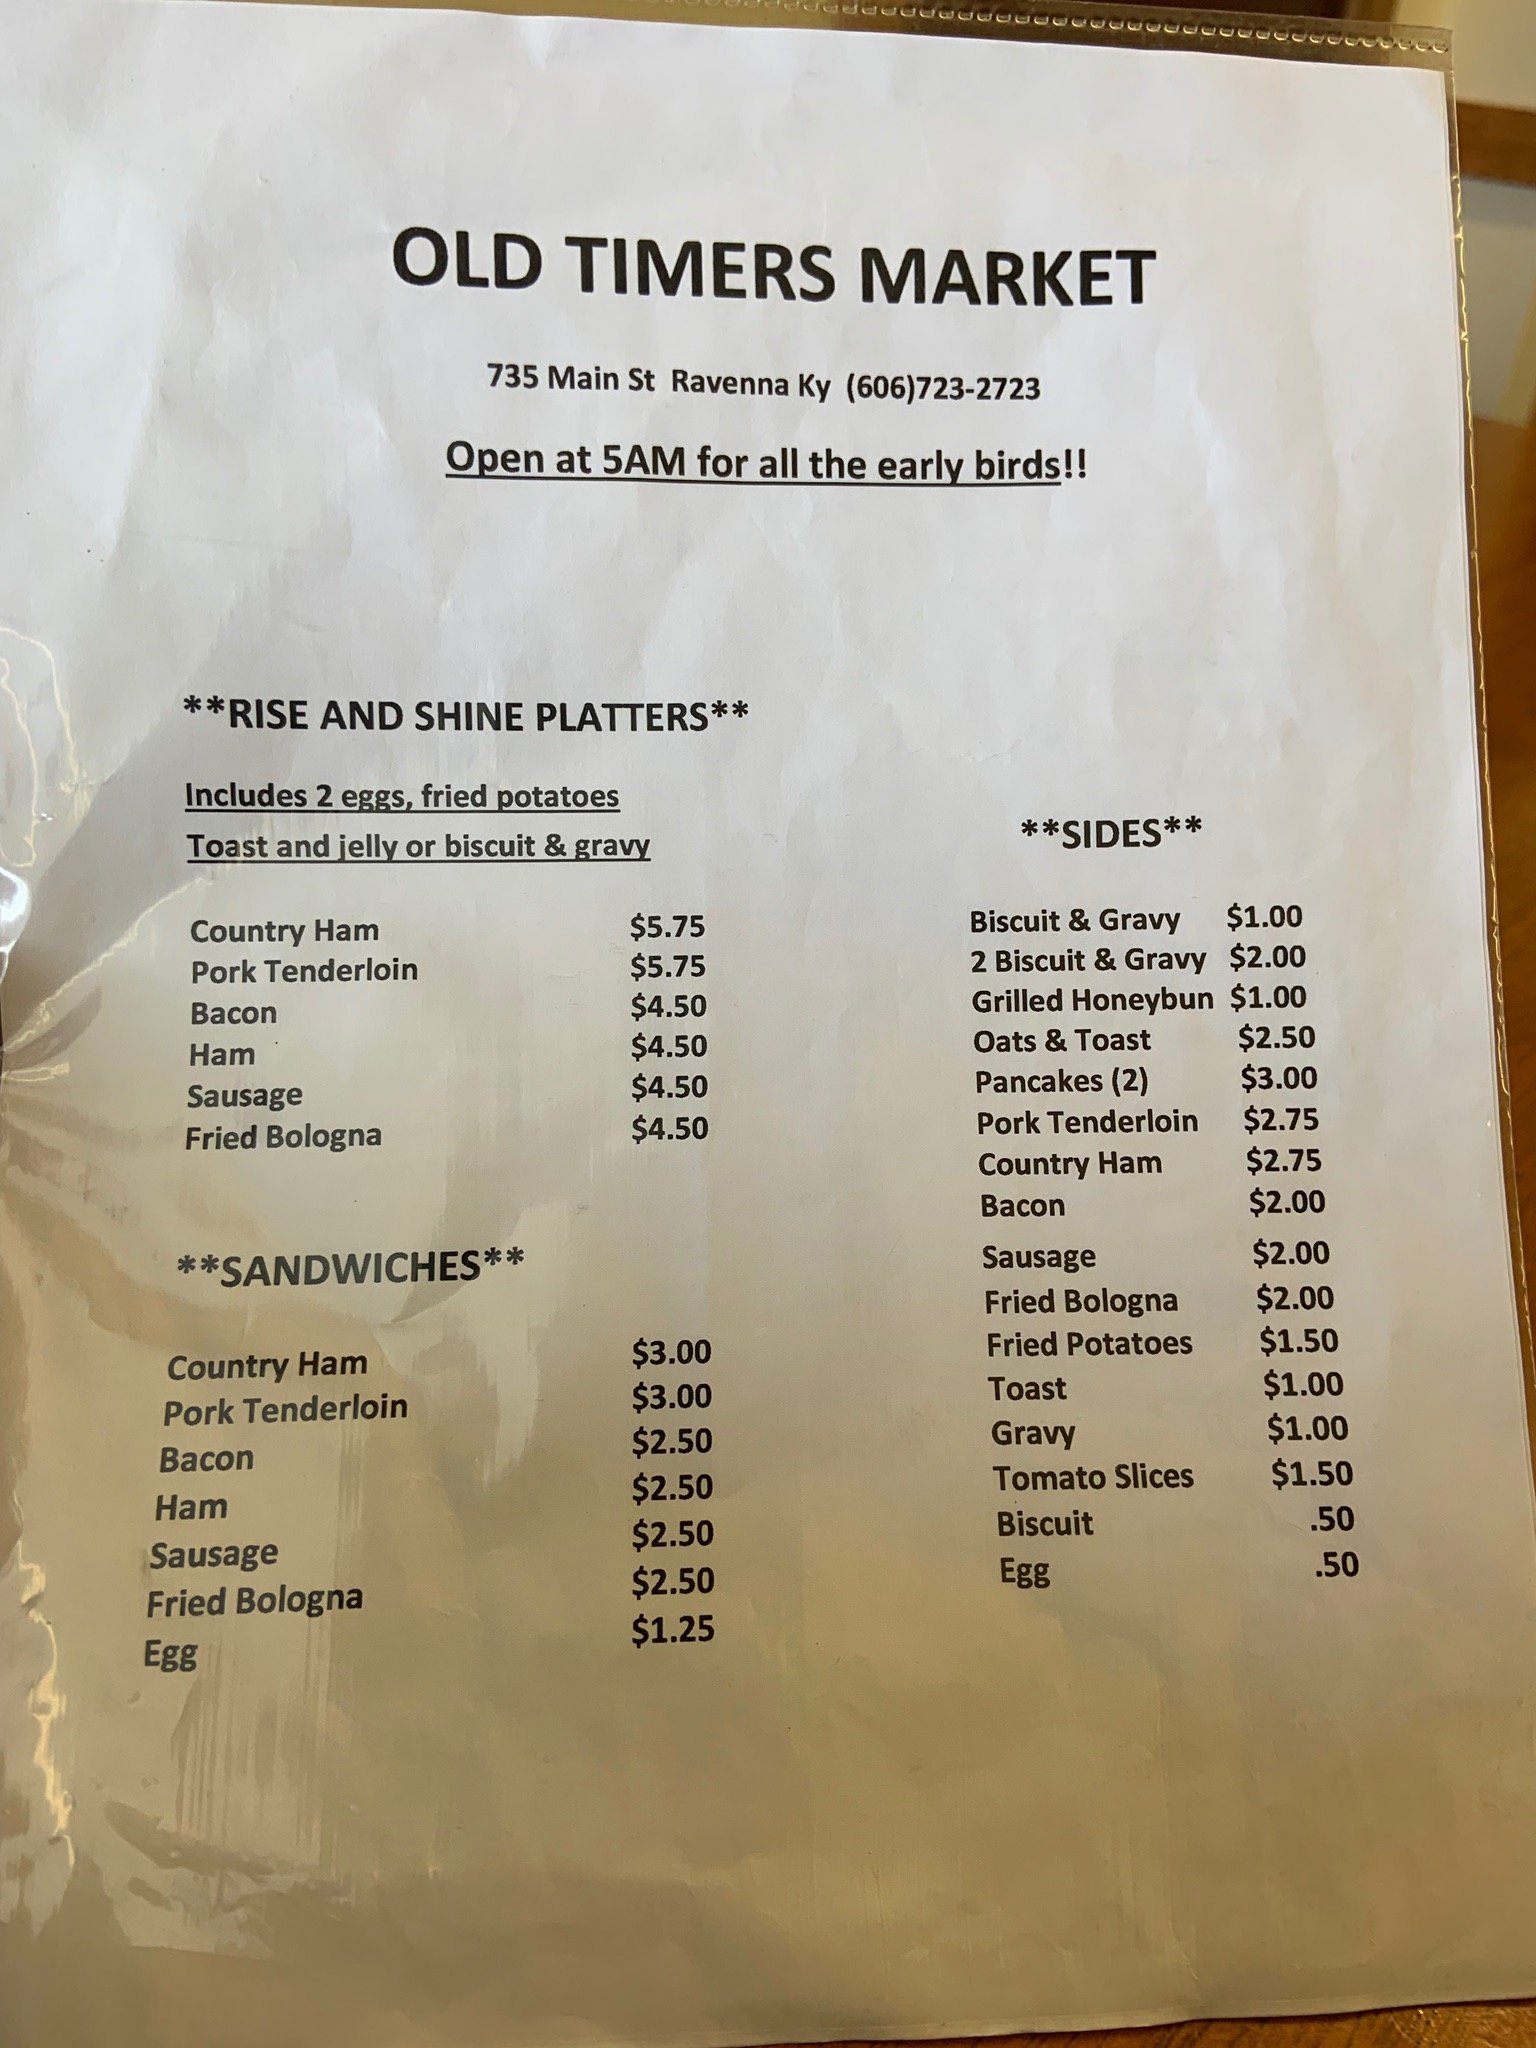 OLD TIMERS MARKET
735 Main St Ravenna Ky (606)723-2723
Open at 5AM for all the early birds!!
**RISE AND SHINE PLATTERS**
Includes 2 eggs, fried potatoes
Toast and jelly or biscuit & gravy
Country Ham $5.75
Pork Tenderloin $5.75
Bacon $4.50
Ham $4.50
Sausage $4.50
Fried Bologna $4.50
**SANDWICHES**
Country Ham $3.00
Pork Tenderloin $3.00
Bacon $2.50
Ham $2.50
Sausage $2.50
Fried Bologna $2.50
Egg $1.25
**SIDES**
Biscuit & Gravy $1.00
2 Biscuit & Gravy $2.00
Grilled Honeybun $1.00
Oats & Toast $2.50
Pancakes (2) $3.00
Pork Tenderloin $2.75
Country Ham $2.75
Bacon $2.00
Sausage $2.00
Fried Bologna $2.00
Fried Potatoes $1.50
Toast $1.00
Gravy $1.00
Tomato Slices $1.50
Biscuit .50
Egg .50